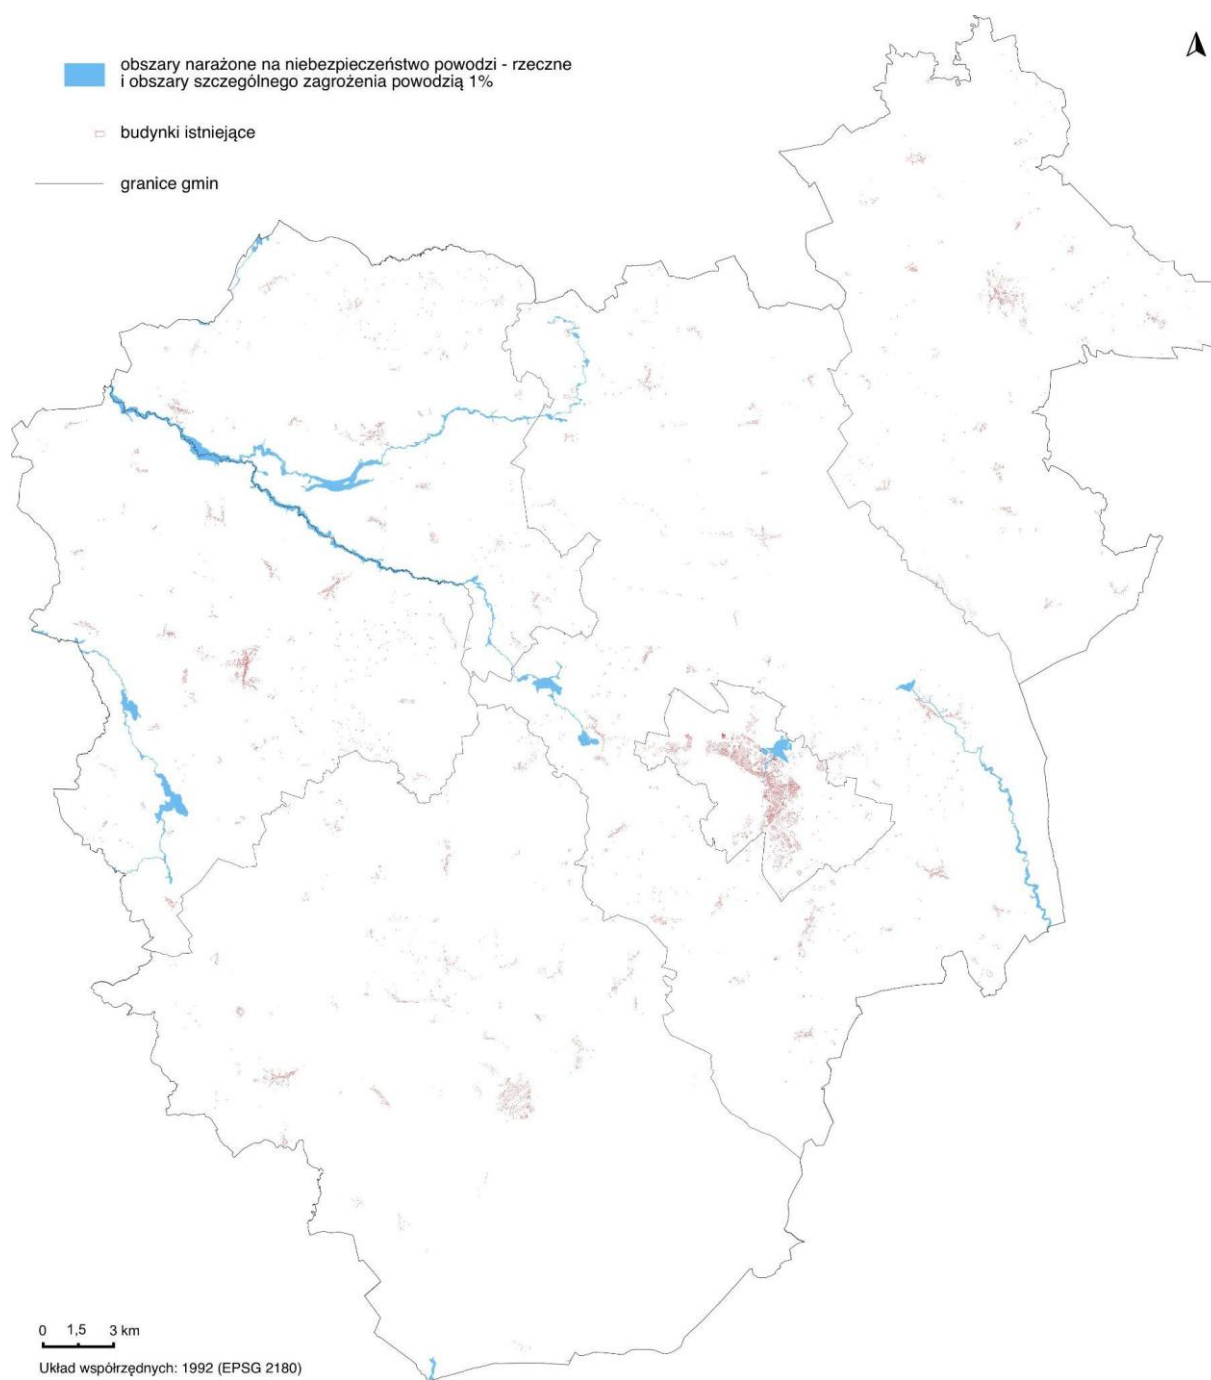 obszary narażone na niebezpieczeństwo powodzi - rzeczne
i obszary szczególnego zagrożenia powodzią 1%
budynki istniejące
granice gmin
0 1,5 3 km
Układ współrzędnych: 1992 (EPSG 2180)